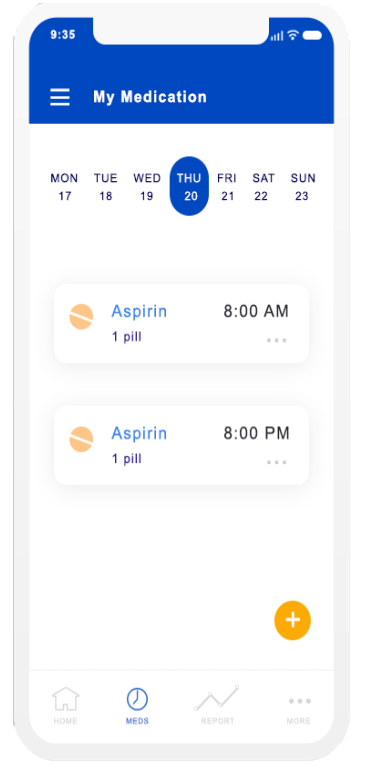 9:35
My Medication
MON TUE WED THU FRI SAT SUN
17 18 19 20 21 22 23
Aspirin 8:00 AM
1 pill
Aspirin 8:00 PM
1 pill
+
HOME MEDS REPORT MORE